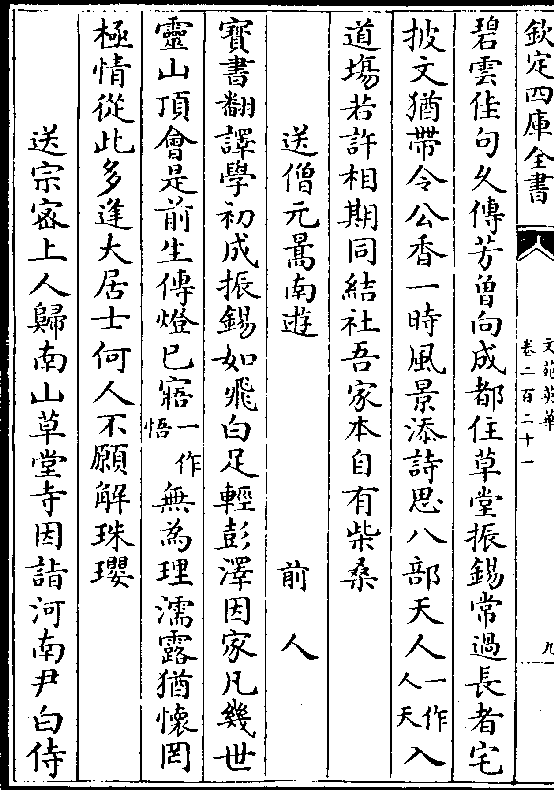 欽定四庫全書
文苑英華
卷二百二十一
九
碧雲佳句久傳芳曽向成都住草堂振錫常過長者宅
披文猶帶令公香一時風景添詩思八部天人一作人天入
道塲若許相期同結社吾家本自有柴桑
送僧元暠南遊
前人
寳書翻譯學初成振錫如飛白足輕彭澤因家凡幾世
靈山頂會是前生傳燈已寤一作悟無為理濡露猶懷罔
極情從此多逢大居士何人不願解珠瓔
送宗宻上人歸南山草堂寺因詣河南尹白侍